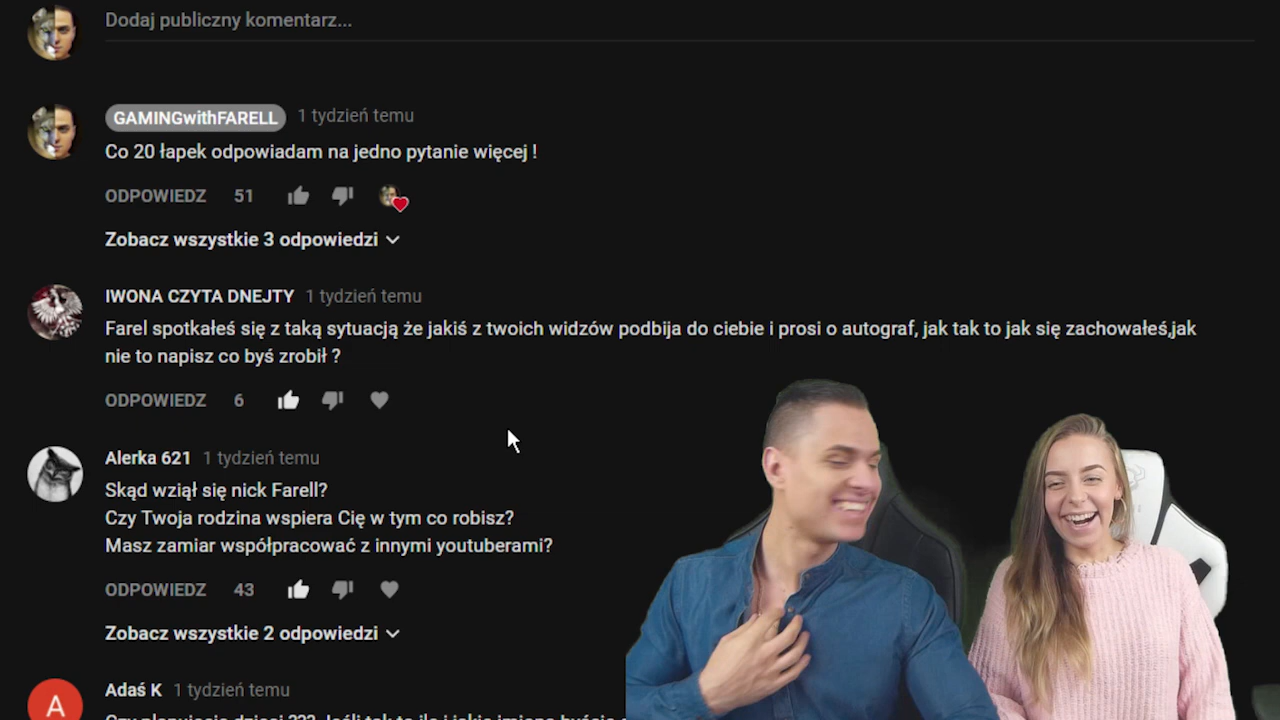 Dodaj publiczny komentarz...
GAMINGwithFARELL 1 tydzień temu
Co 20 łapek odpowiadam na jedno pytanie więcej !
ODPOWIEDZ 51
Zobacz wszystkie 3 odpowiedzi
IWONA CZYTA DNEJTY 1 tydzień temu
Farel spotkałeś się z taką sytuacją że jakiś z twoich widzów podbija do ciebie i prosi o autograf, jak tak to jak się zachowałeś,jak
nie to napisz co byś zrobił ?
ODPOWIEDZ 6
Alerka 621 1 tydzień temu
Skąd wziął się nick Farell?
Czy Twoja rodzina wspiera Cię w tym co robisz?
Masz zamiar współpracować z innymi youtuberami?
ODPOWIEDZ 43
Zobacz wszystkie 2 odpowiedzi
A
Adaś K 1 tydzień temu